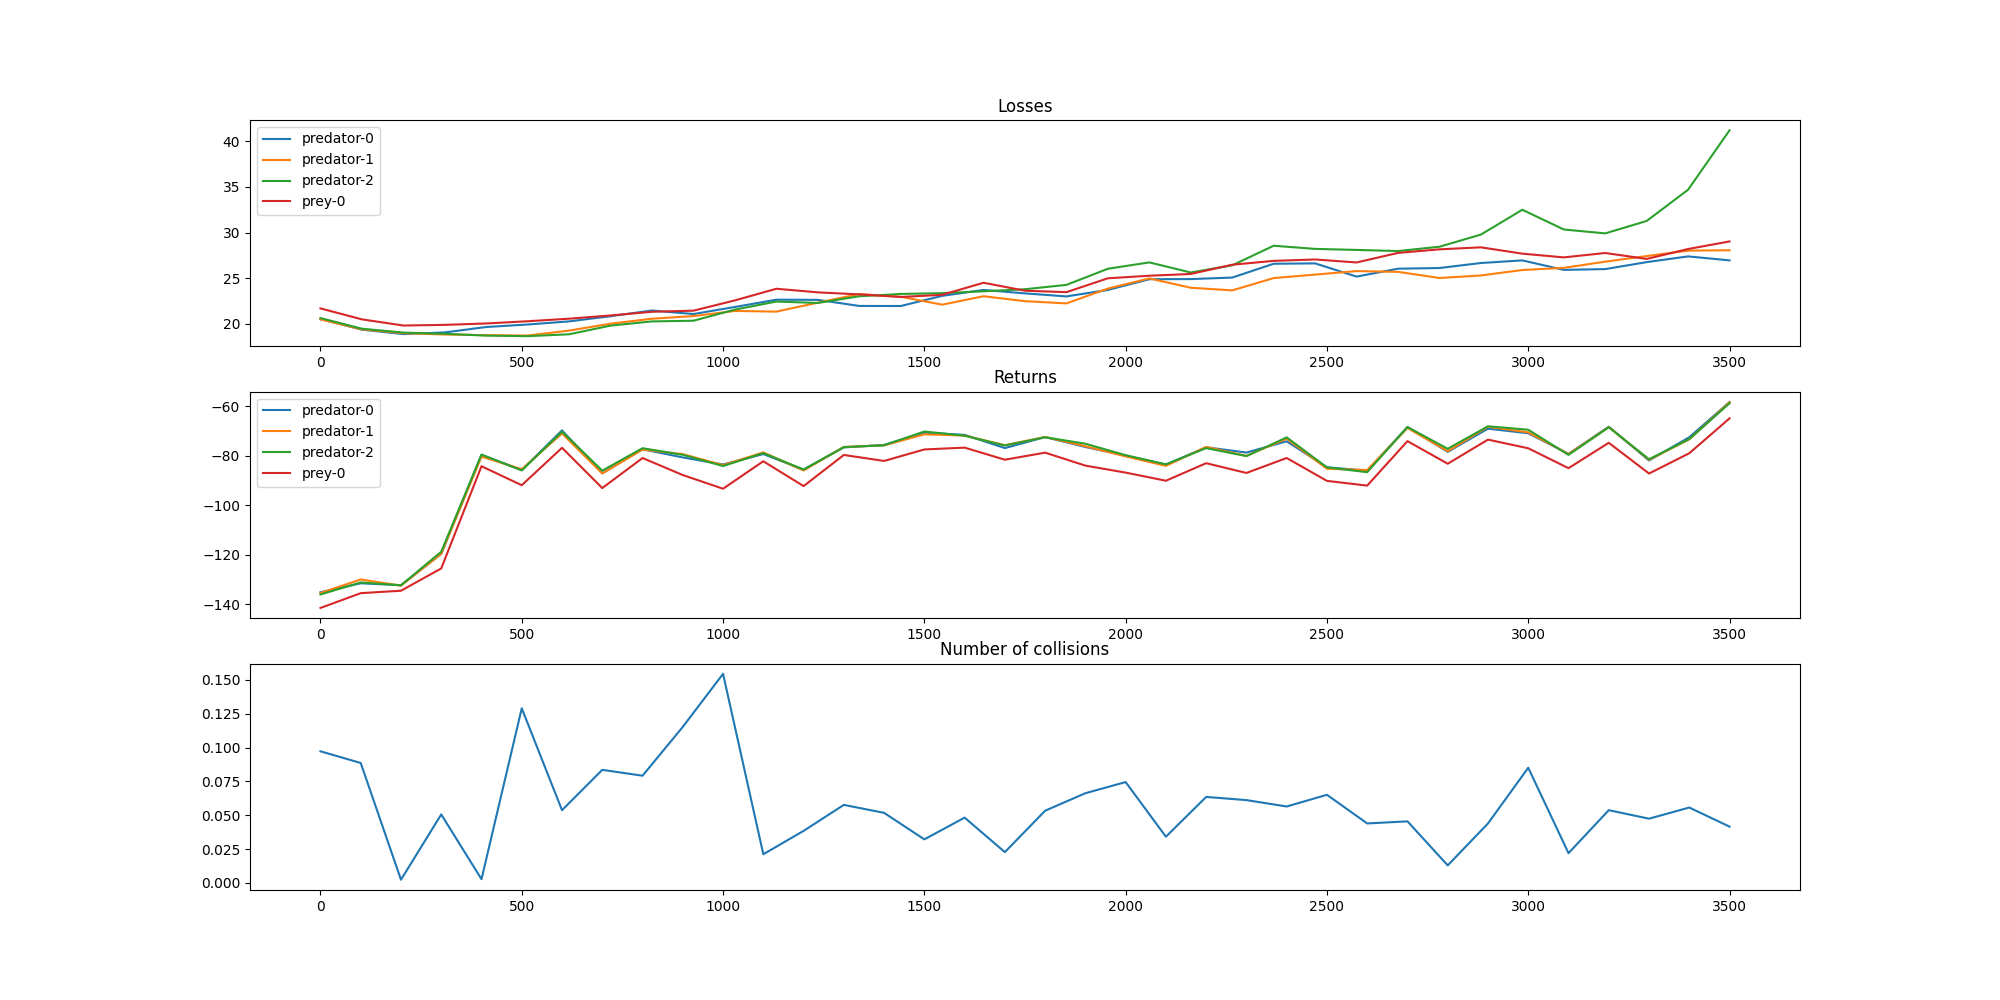 Losses
40
35
30
25
20
predator-0
predator-1
predator-2
prey-0
0 500 1000 1500 2000 2500 3000 3500
Returns
−60
−80
−100
−120
−140
predator-0
predator-1
predator-2
prey-0
0 500 1000 1500 2000 2500 3000 3500
Number of collisions
0.150
0.125
0.100
0.075
0.050
0.025
0.000
0 500 1000 1500 2000 2500 3000 3500